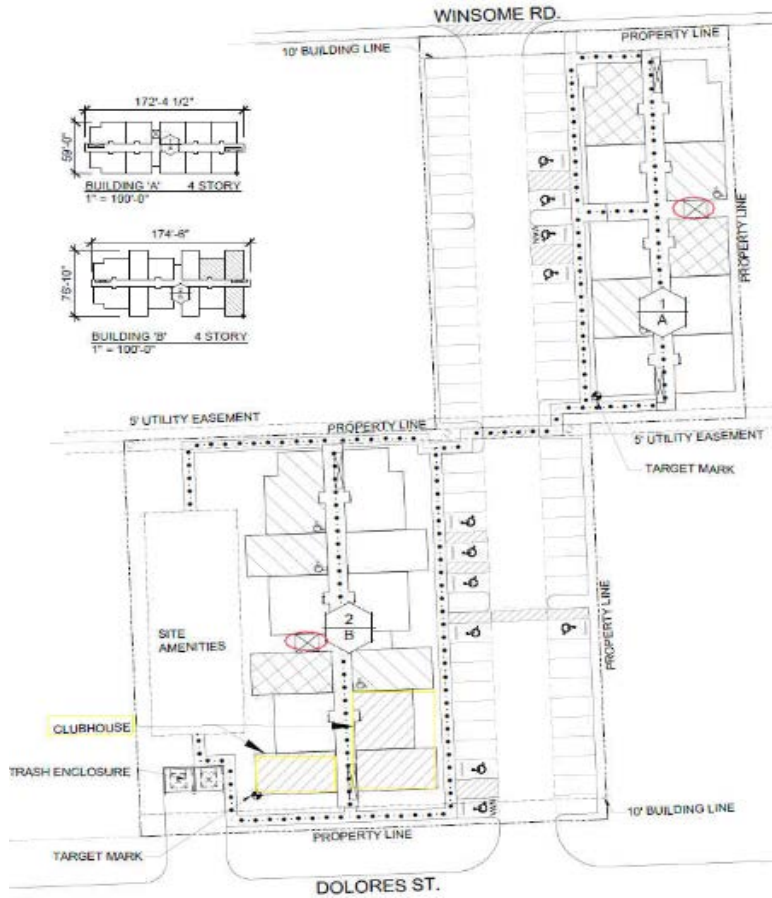 WINSOME RD.
PROPERTY LINE
10' BUILDING LINE
172'-4 1/2"
59'-0"
BUILDING 'A' 4 STORY
1" = 100'-0"
174'-6"
76'-10"
BUILDING 'B' 4 STORY
1" = 100'-0"
PROPERTY LINE
VAN
1
A
5' UTILITY EASEMENT
PROPERTY LINE
5' UTILITY EASEMENT
TARGET MARK
PROPERTY LINE
2
B
SITE
AMENITIES
CLUBHOUSE
TRASH ENCLOSURE
VAN
10' BUILDING LINE
PROPERTY LINE
TARGET MARK
DOLORES ST.